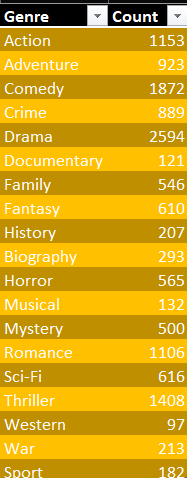 Genre Count
Action 1153
Adventure 923
Comedy 1872
Crime 889
Drama 2594
Documentary 121
Family 546
Fantasy 610
History 207
Biography 293
Horror 565
Musical 132
Mystery 500
Romance 1106
Sci-Fi 616
Thriller 1408
Western 97
War 213
Sport 182